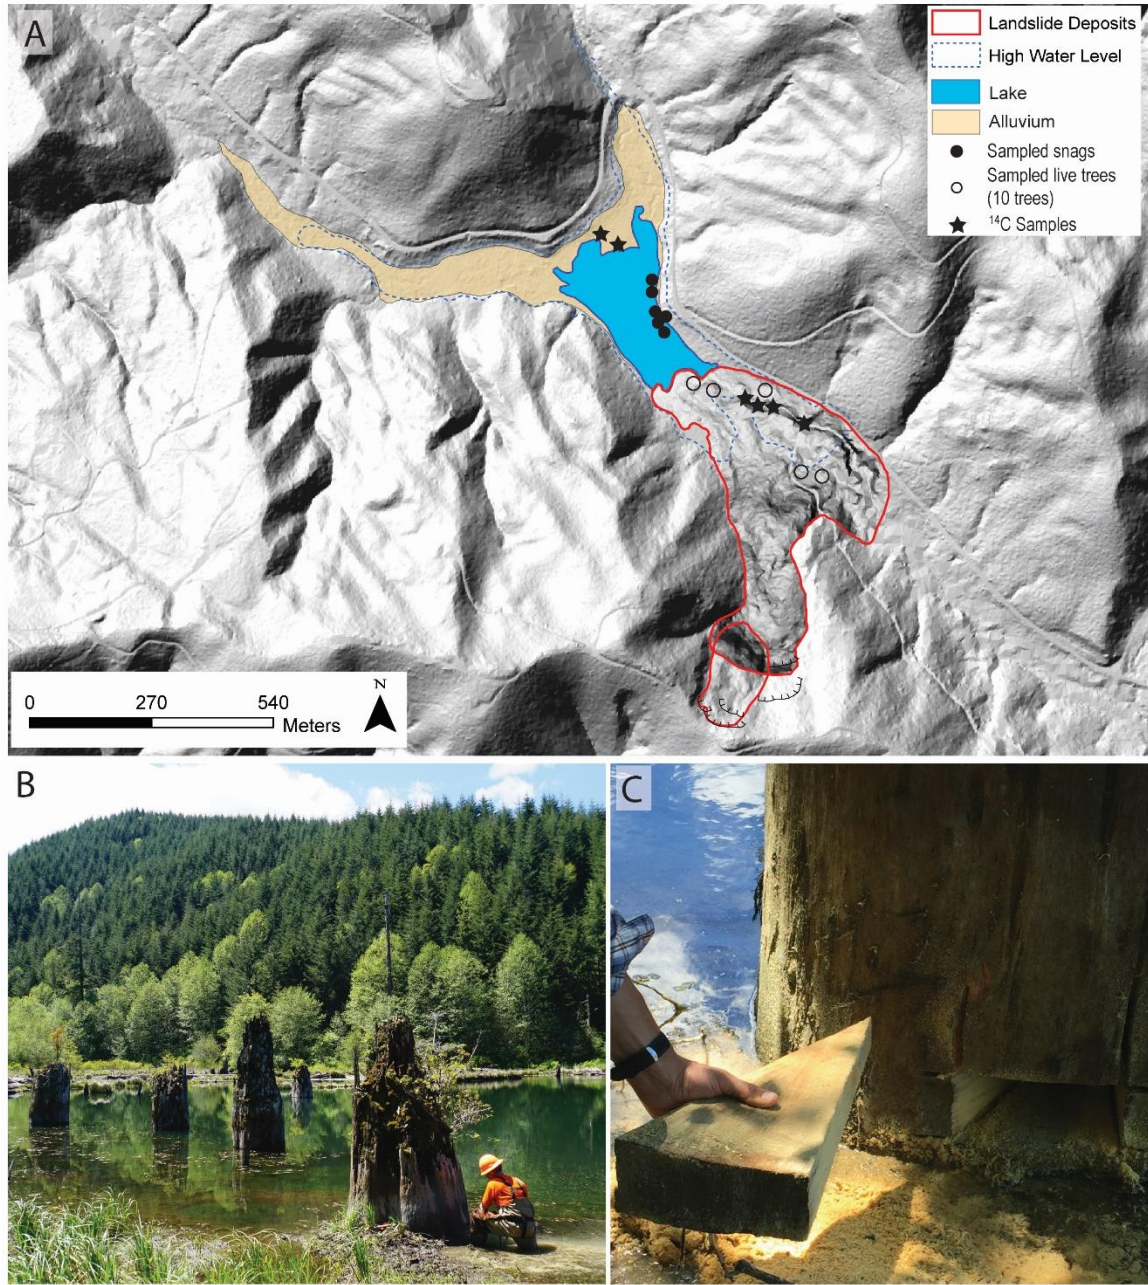 A
Landslide Deposits
High Water Level
Lake
Alluvium
Sampled snags
Sampled live trees
(10 trees)
¹⁴C Samples
N
0 270 540
Meters
B
C